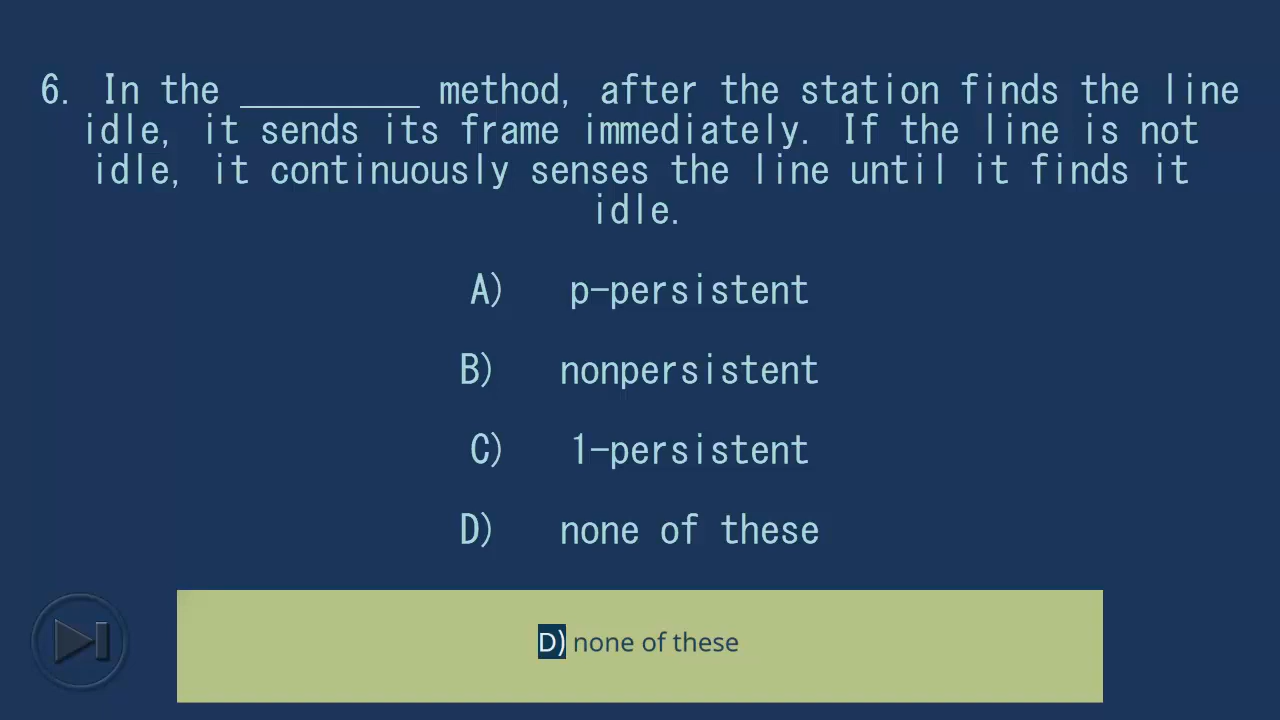 6. In the _________ method, after the station finds the line
idle, it sends its frame immediately. If the line is not
idle, it continuously senses the line until it finds it
idle.
A) p-persistent
B) nonpersistent
C) 1-persistent
D) none of these
D) none of these